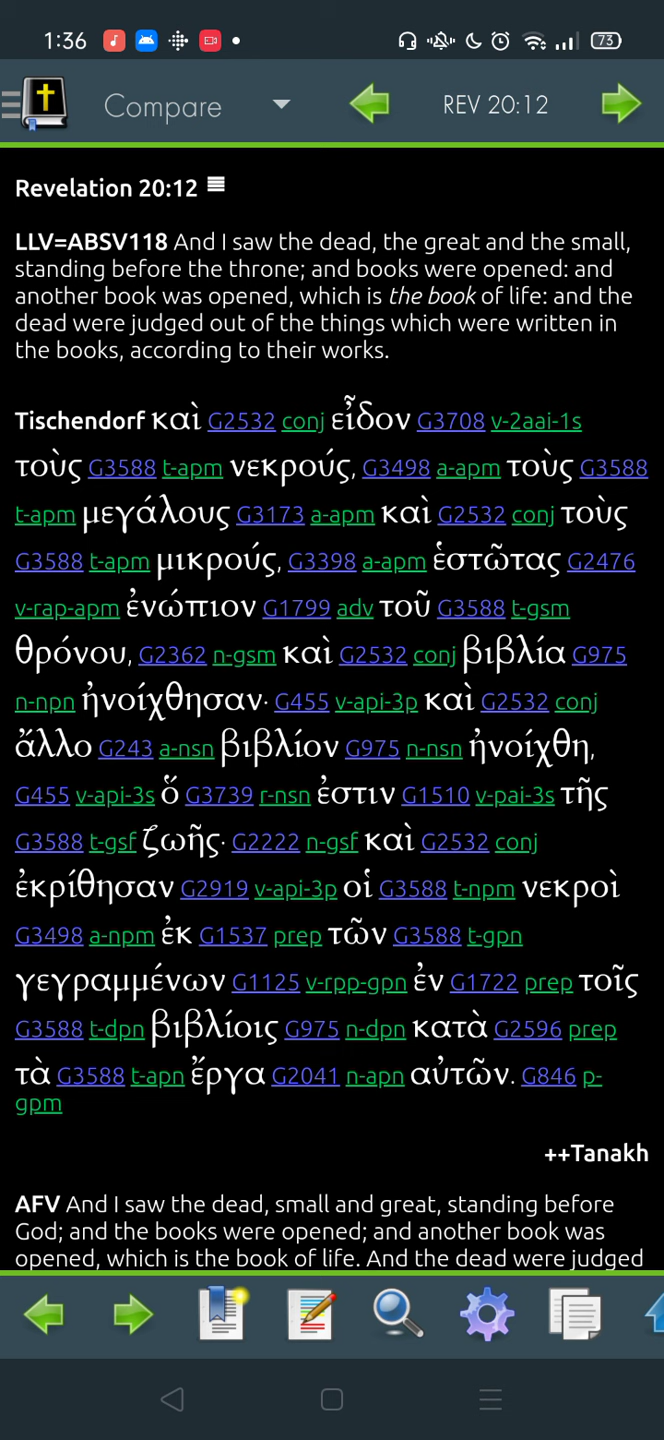 1:36 73
Compare REV 20:12
Revelation 20:12
LLV=ABSV118 And I saw the dead, the great and the small,
standing before the throne; and books were opened: and
another book was opened, which is the book of life: and the
dead were judged out of the things which were written in
the books, according to their works.
Tischendorf καὶ G2532 conj εἶδον G3708 v-2aai-1s
τοὺς G3588 t-apm νεκρούς, G3498 a-apm τοὺς G3588
t-apm μεγάλους G3173 a-apm καὶ G2532 conj τοὺς
G3588 t-apm μικρούς, G3398 a-apm ἑστῶτας G2476
v-rap-apm ἐνώπιον G1799 adv τοῦ G3588 t-gsm
θρόνου, G2362 n-gsm καὶ G2532 conj βιβλία G975
n-npn ἠνοίχθησαν· G455 v-api-3p καὶ G2532 conj
ἄλλο G243 a-nsn βιβλίον G975 n-nsn ἠνοίχθη,
G455 v-api-3s ὅ G3739 r-nsn ἐστιν G1510 v-pai-3s τῆς
G3588 t-gsf ζωῆς· G2222 n-gsf καὶ G2532 conj
ἐκρίθησαν G2919 v-api-3p οἱ G3588 t-npm νεκροὶ
G3498 a-npm ἐκ G1537 prep τῶν G3588 t-gpn
γεγραμμένων G1125 v-rpp-gpn ἐν G1722 prep τοῖς
G3588 t-dpn βιβλίοις G975 n-dpn κατὰ G2596 prep
τὰ G3588 t-apn ἔργα G2041 n-apn αὐτῶν. G846 p-
gpm
++Tanakh
AFV And I saw the dead, small and great, standing before
God; and the books were opened; and another book was
opened, which is the book of life. And the dead were judged